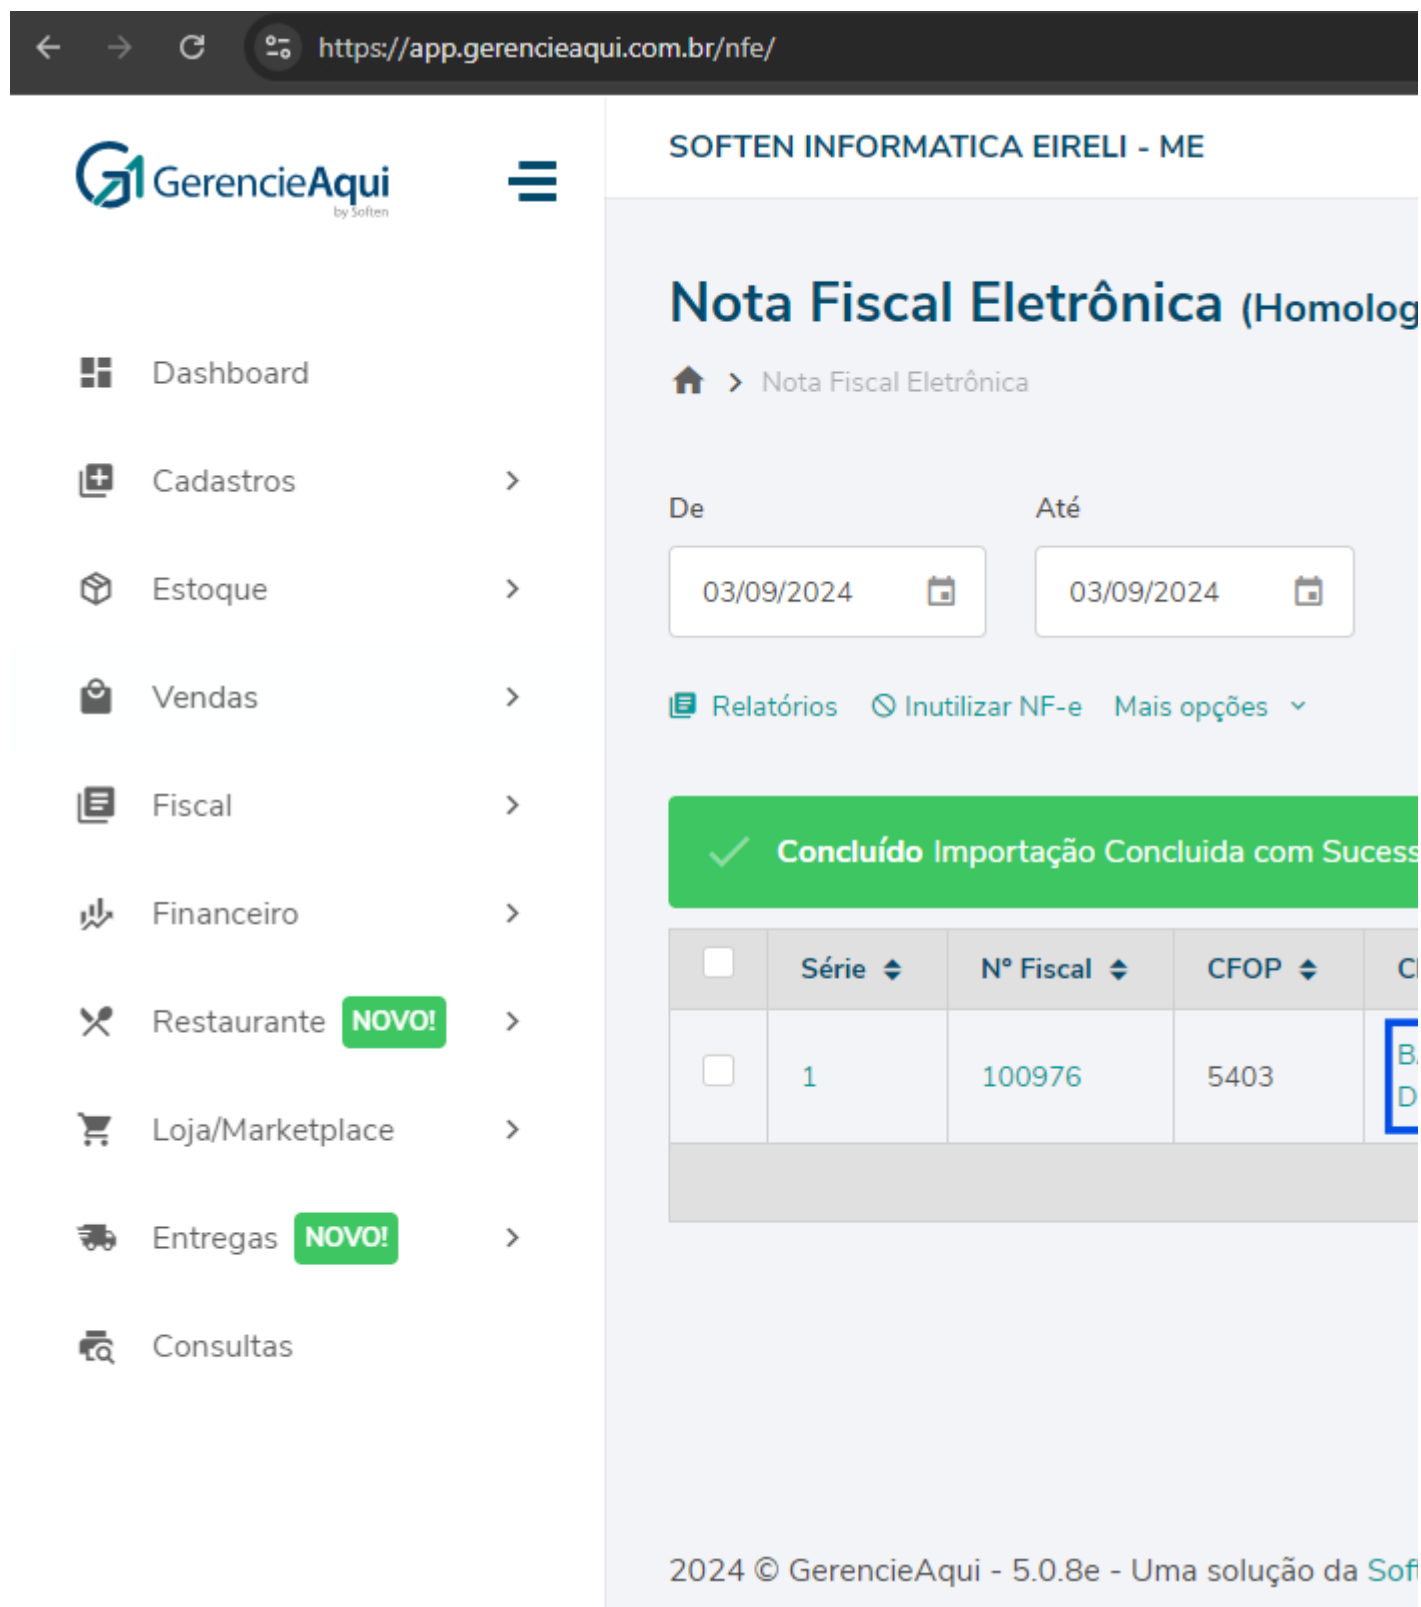 https://app.gerencieaqui.com.br/nfe/
GerencieAqui
by Soften
SOFTEN INFORMATICA EIRELI - ME
Dashboard
Cadastros
Estoque
Vendas
Fiscal
Financeiro
Restaurante NOVO!
Loja/Marketplace
Entregas NOVO!
Consultas
Nota Fiscal Eletrônica (Homolog
Nota Fiscal Eletrônica
De Até
03/09/2024 03/09/2024
Relatórios Inutilizar NF-e Mais opções
Concluído Importação Concluida com Sucess
Série Nº Fiscal CFOP
1 100976 5403
2024 © GerencieAqui - 5.0.8e - Uma solução da Soft